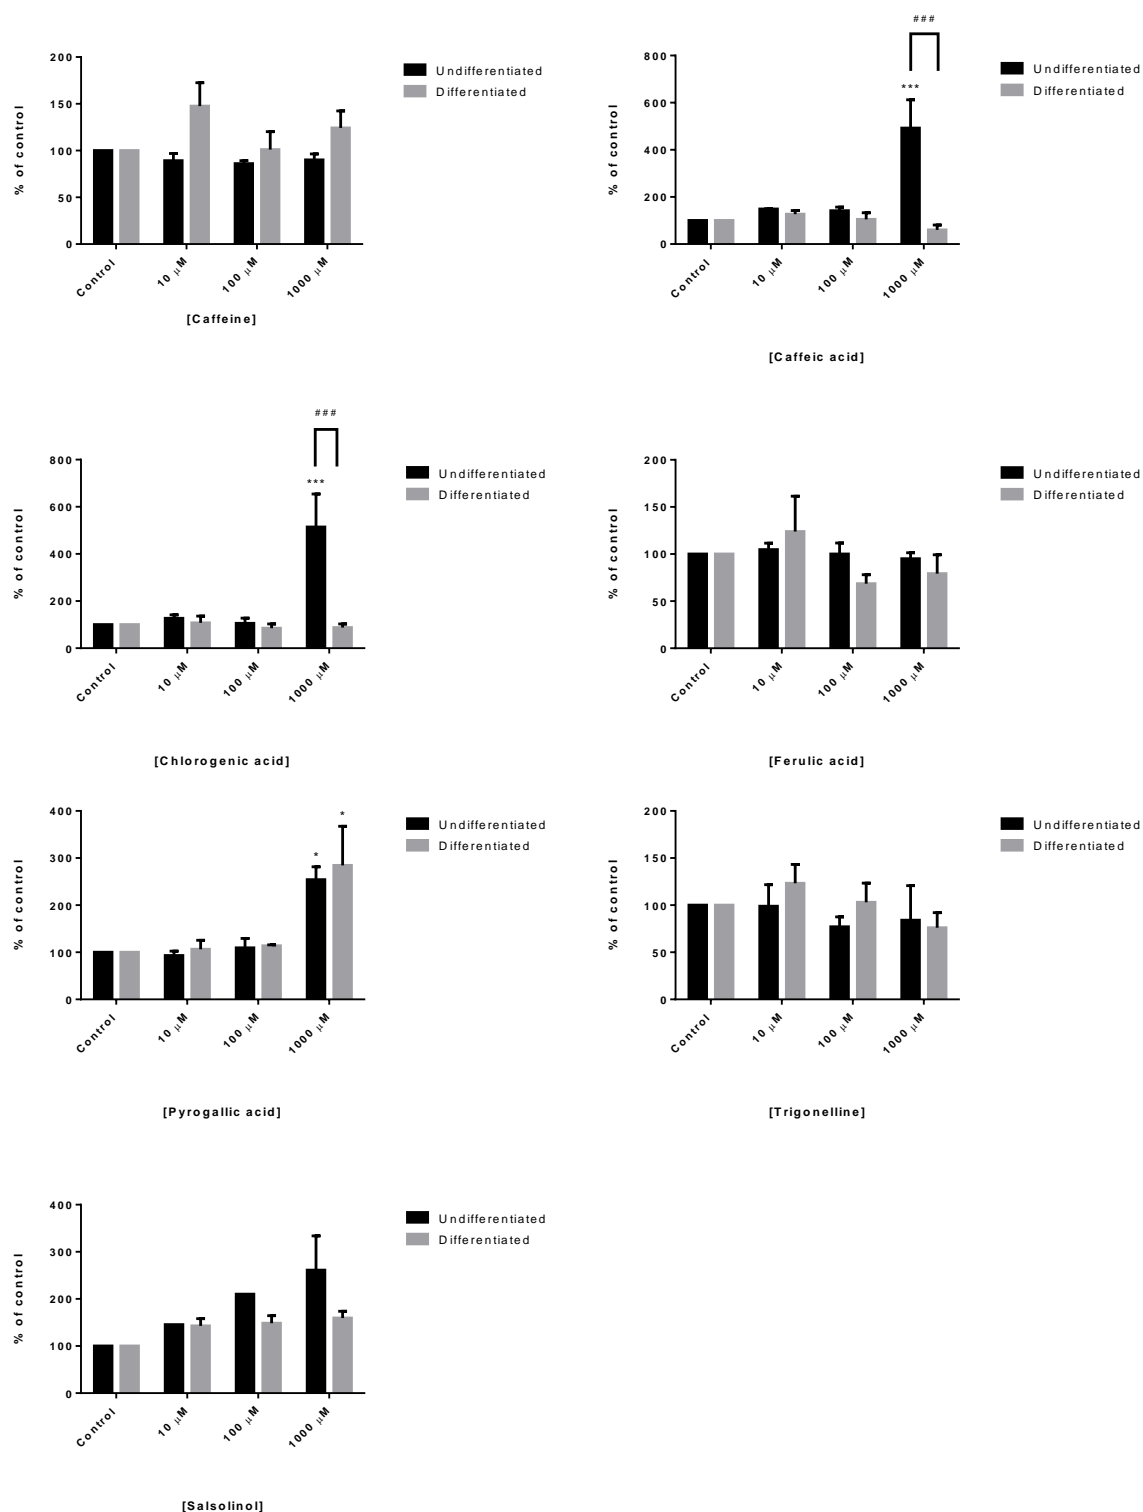 200
150
100
50
0
% of control
Control
10 µM
100 µM
1000 µM
[Caffeine]
Undifferentiated
Differentiated
###
***
800
600
400
200
0
% of control
Control
10 µM
100 µM
1000 µM
[Caffeic acid]
Undifferentiated
Differentiated
###
***
800
600
400
200
0
% of control
Control
10 µM
100 µM
1000 µM
[Chlorogenic acid]
Undifferentiated
Differentiated
200
150
100
50
0
% of control
Control
10 µM
100 µM
1000 µM
[Ferulic acid]
Undifferentiated
Differentiated
*
*
400
300
200
100
0
% of control
Control
10 µM
100 µM
1000 µM
[Pyrogallic acid]
Undifferentiated
Differentiated
200
150
100
50
0
% of control
Control
10 µM
100 µM
1000 µM
[Trigonelline]
Undifferentiated
Differentiated
400
300
200
100
0
% of control
Control
10 µM
100 µM
1000 µM
[Salsolinol]
Undifferentiated
Differentiated